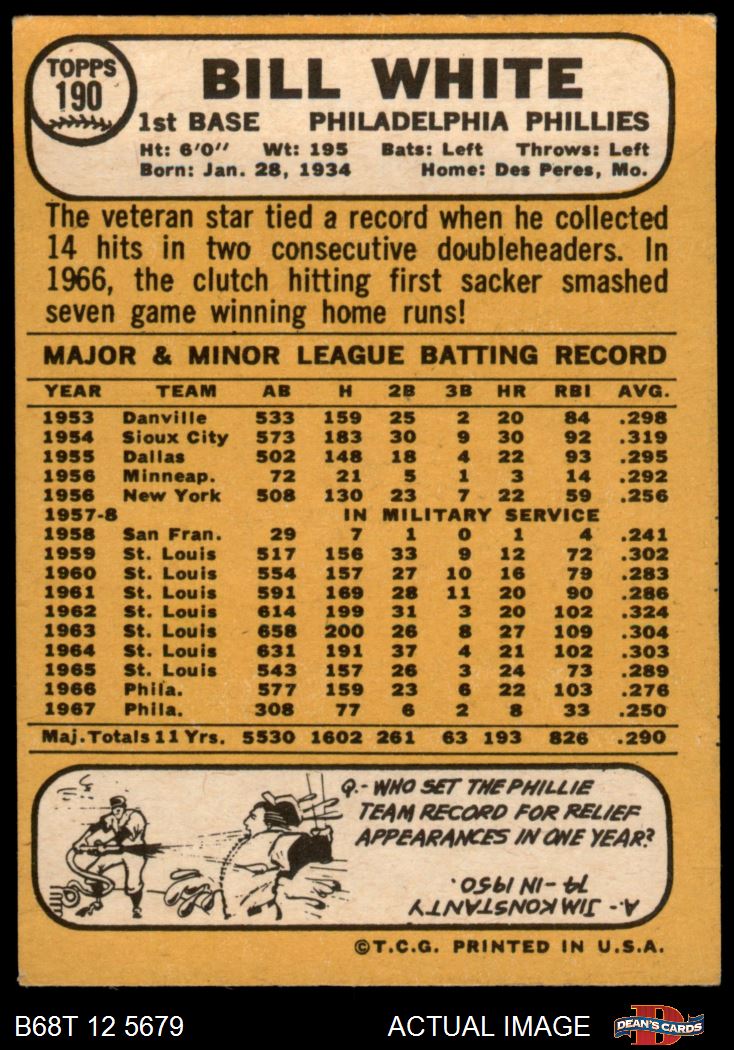 TOPPS
190
BILL WHITE
1st BASE PHILADELPHIA PHILLIES
Ht: 6'0" Wt: 195 Bats: Left Throws: Left
Born: Jan. 28, 1934 Home: Des Peres, Mo.
The veteran star tied a record when he collected
14 hits in two consecutive doubleheaders. In
1966, the clutch hitting first sacker smashed
seven game winning home runs!
MAJOR & MINOR LEAGUE BATTING RECORD
YEAR TEAM AB H 2B 3B HR RBI AVG.
1953 Danville 533 159 25 2 20 84 .298
1954 Sioux City 573 183 30 9 30 92 .319
1955 Dallas 502 148 18 4 22 93 .295
1956 Minneap. 72 21 5 1 3 14 .292
1956 New York 508 130 23 7 22 59 .256
1957-8 IN MILITARY SERVICE
1958 San Fran. 29 7 1 0 1 4 .241
1959 St. Louis 517 156 33 9 12 72 .302
1960 St. Louis 554 157 27 10 16 79 .283
1961 St. Louis 591 169 28 11 20 90 .286
1962 St. Louis 614 199 31 3 20 102 .324
1963 St. Louis 658 200 26 8 27 109 .304
1964 St. Louis 631 191 37 4 21 102 .303
1965 St. Louis 543 157 26 3 24 73 .289
1966 Phila. 577 159 23 6 22 103 .276
1967 Phila. 308 77 6 2 8 33 .250
Maj. Totals 11 Yrs. 5530 1602 261 63 193 826 .290
Q.- WHO SET THE PHILLIE
TEAM RECORD FOR RELIEF
APPEARANCES IN ONE YEAR?
A.- JIM KONSTANTY
74 - IN 1950.
©T.C.G. PRINTED IN U.S.A.
B68T 12 5679 ACTUAL IMAGE
D
DEAN'S CARDS